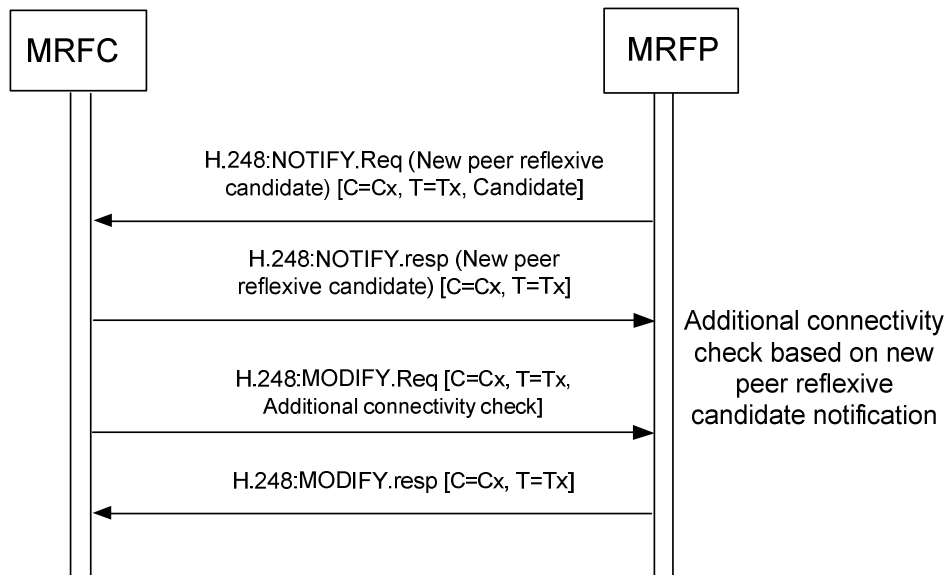 MRFC
MRFP
H.248:NOTIFY.Req (New peer reflexive
candidate) [C=Cx, T=Tx, Candidate]
H.248:NOTIFY.resp (New peer
reflexive candidate) [C=Cx, T=Tx]
Additional connectivity
check based on new
peer reflexive
candidate notification
H.248:MODIFY.Req [C=Cx, T=Tx,
Additional connectivity check]
H.248:MODIFY.resp [C=Cx, T=Tx]